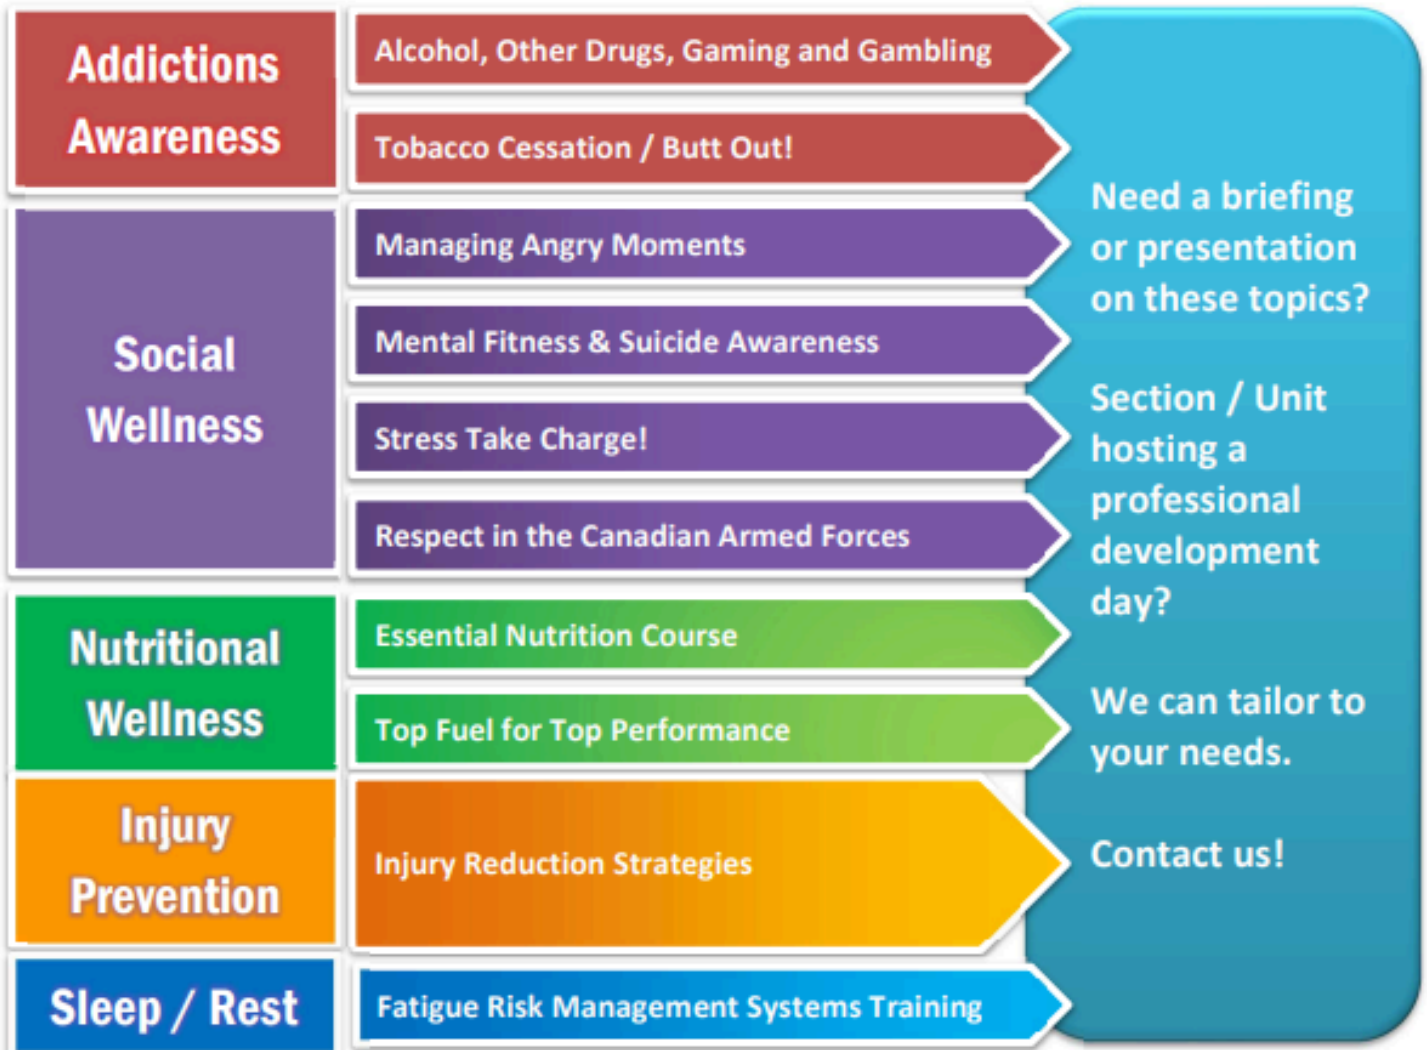 Addictions
Awareness
Alcohol, Other Drugs, Gaming and Gambling
Tobacco Cessation / Butt Out!
Social
Wellness
Managing Angry Moments
Mental Fitness & Suicide Awareness
Stress Take Charge!
Respect in the Canadian Armed Forces
Nutritional
Wellness
Essential Nutrition Course
Top Fuel for Top Performance
Injury
Prevention
Injury Reduction Strategies
Sleep / Rest
Fatigue Risk Management Systems Training
Need a briefing
or presentation
on these topics?
Section / Unit
hosting a
professional
development
day?
We can tailor to
your needs.
Contact us!